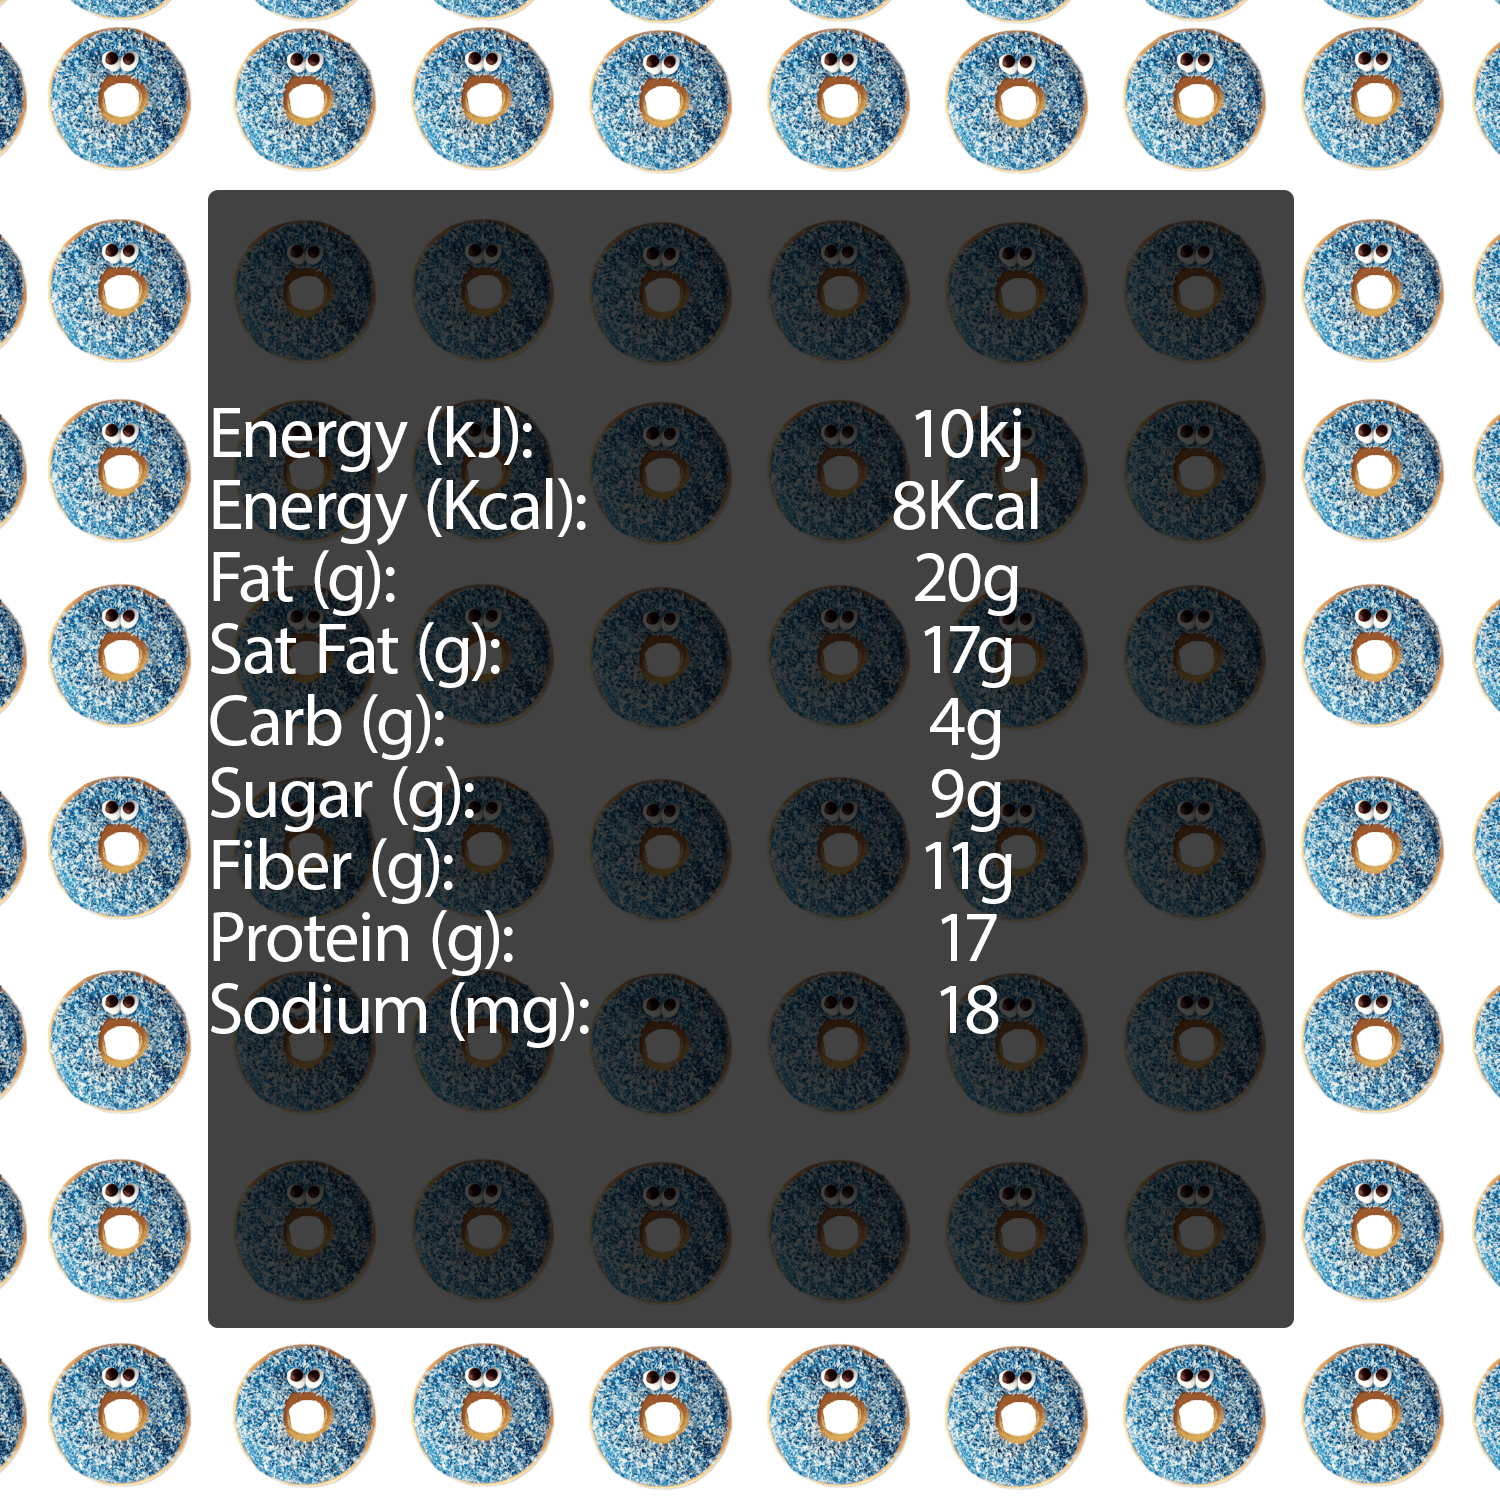 Energy (kJ): 10kj
Energy (Kcal): 8Kcal
Fat (g): 20g
Sat Fat (g): 17g
Carb (g): 4g
Sugar (g): 9g
Fiber (g): 11g
Protein (g): 17
Sodium (mg): 18